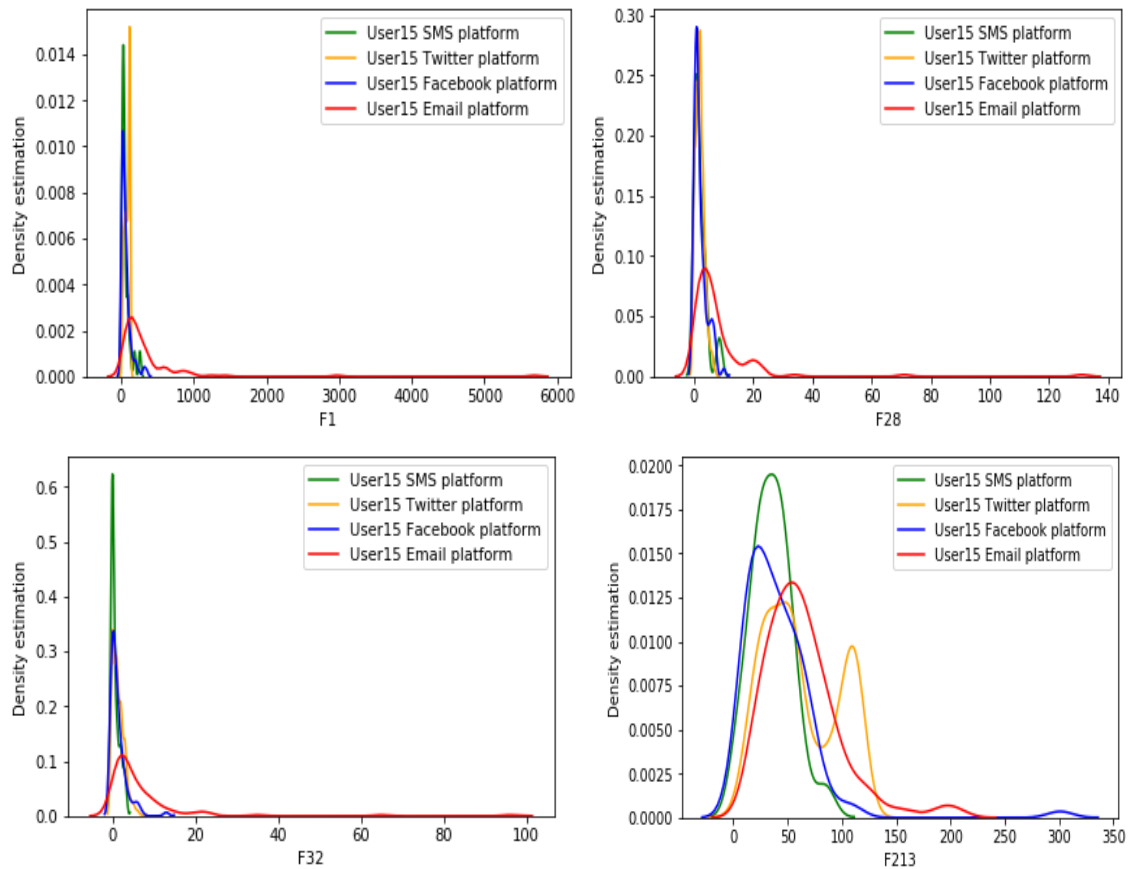 User15 SMS platform
User15 Twitter platform
User15 Facebook platform
User15 Email platform
Density estimation
0.014
0.012
0.010
0.008
0.006
0.004
0.002
0.000
0 1000 2000 3000 4000 5000 6000
F1
User15 SMS platform
User15 Twitter platform
User15 Facebook platform
User15 Email platform
Density estimation
0.30
0.25
0.20
0.15
0.10
0.05
0.00
0 20 40 60 80 100 120 140
F28
User15 SMS platform
User15 Twitter platform
User15 Facebook platform
User15 Email platform
Density estimation
0.6
0.5
0.4
0.3
0.2
0.1
0.0
0 20 40 60 80 100
F32
User15 SMS platform
User15 Twitter platform
User15 Facebook platform
User15 Email platform
Density estimation
0.0200
0.0175
0.0150
0.0125
0.0100
0.0075
0.0050
0.0025
0.0000
0 50 100 150 200 250 300 350
F213